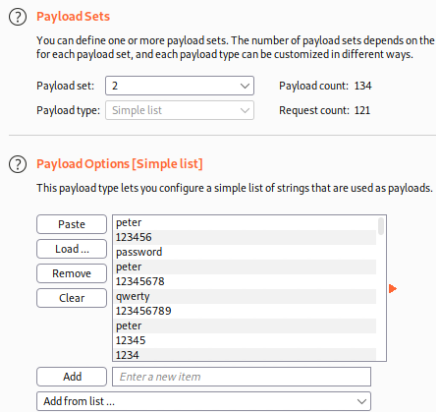 Payload Sets
You can define one or more payload sets. The number of payload sets depends on the
for each payload set, and each payload type can be customized in different ways.
Payload set: 2 Payload count: 134
Payload type: Simple list Request count: 121
Payload Options [Simple list]
This payload type lets you configure a simple list of strings that are used as payloads.
Paste
Load ...
Remove
Clear
peter
123456
password
peter
12345678
qwerty
123456789
peter
12345
1234
Add Enter a new item
Add from list ...